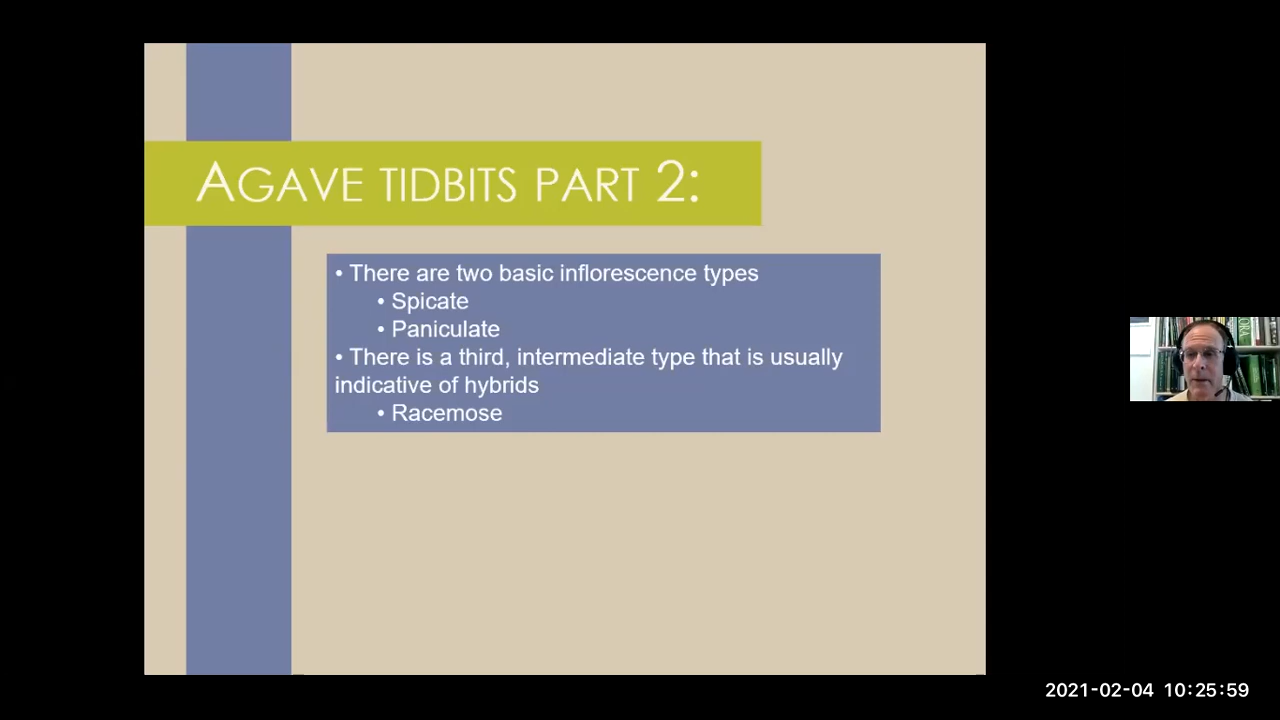 AGAVE TIDBITS PART 2:
• There are two basic inflorescence types
• Spicate
• Paniculate
• There is a third, intermediate type that is usually
indicative of hybrids
• Racemose
2021-02-04 10:25:59